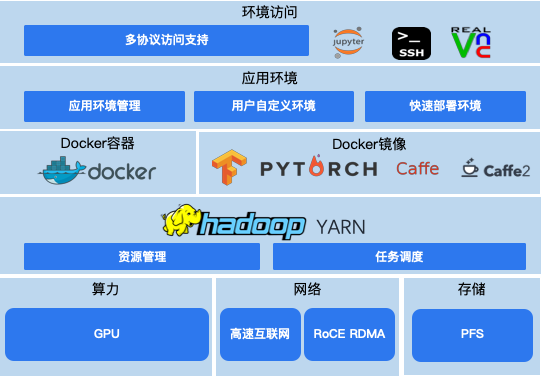 环境访问
多协议访问支持
jupyter
>_
SSH
REAL
VNC
应用环境
应用环境管理
用户自定义环境
快速部署环境
Docker容器
docker
Docker镜像
PYTORCH
Caffe
Caffe2
hadoop YARN
资源管理
任务调度
算力
GPU
网络
高速互联网
RoCE RDMA
存储
PFS